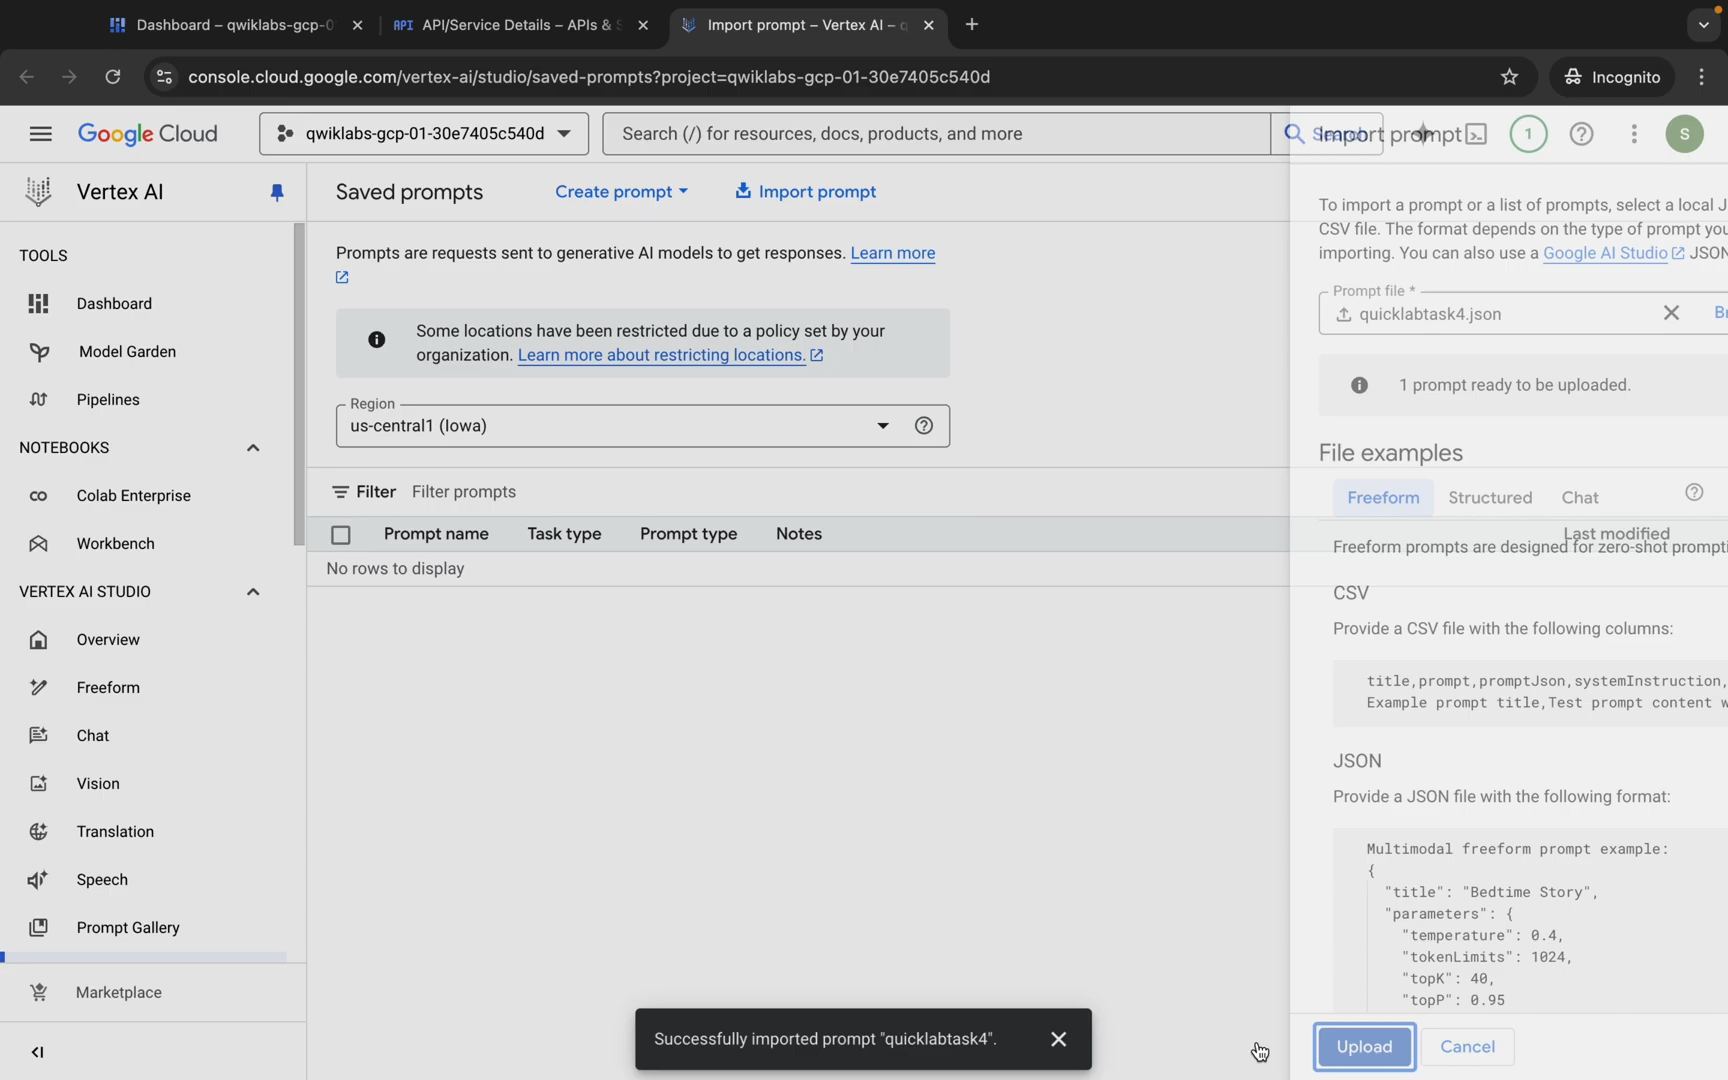 Dashboard – qwiklabs-gcp-0
API API/Service Details – APIs & S
Import prompt – Vertex AI – q
console.cloud.google.com/vertex-ai/studio/saved-prompts?project=qwiklabs-gcp-01-30e7405c540d
Incognito
Google Cloud
qwiklabs-gcp-01-30e7405c540d
Search (/) for resources, docs, products, and more
Search
Import prompt
1
S
Vertex AI
Saved prompts
Create prompt
Import prompt
TOOLS
Dashboard
Model Garden
Pipelines
NOTEBOOKS
Colab Enterprise
Workbench
VERTEX AI STUDIO
Overview
Freeform
Chat
Vision
Translation
Speech
Prompt Gallery
Marketplace
Prompts are requests sent to generative AI models to get responses. Learn more
Some locations have been restricted due to a policy set by your
organization. Learn more about restricting locations.
Region
us-central1 (Iowa)
Filter Filter prompts
Prompt name Task type Prompt type Notes Last modified
No rows to display
To import a prompt or a list of prompts, select a local J
CSV file. The format depends on the type of prompt you
importing. You can also use a Google AI Studio JSON
Prompt file *
quicklabtask4.json
Br
1 prompt ready to be uploaded.
File examples
Freeform Structured Chat
Freeform prompts are designed for zero-shot prompti
CSV
Provide a CSV file with the following columns:
title,prompt,promptJson,systemInstruction,
Example prompt title,Test prompt content w
JSON
Provide a JSON file with the following format:
Multimodal freeform prompt example:
{
"title": "Bedtime Story",
"parameters": {
"temperature": 0.4,
"tokenLimits": 1024,
"topK": 40,
"topP": 0.95
Upload Cancel
Successfully imported prompt "quicklabtask4".